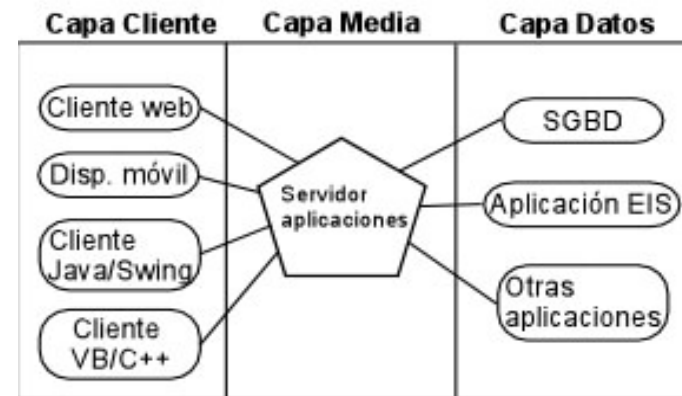 Capa Cliente
Capa Media
Capa Datos
Cliente web
Disp. móvil
Cliente
Java/Swing
Cliente
VB/C++
Servidor
aplicaciones
SGBD
Aplicación EIS
Otras
aplicaciones